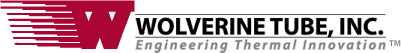 W WOLVERINE TUBE, INC.
Engineering Thermal Innovation™